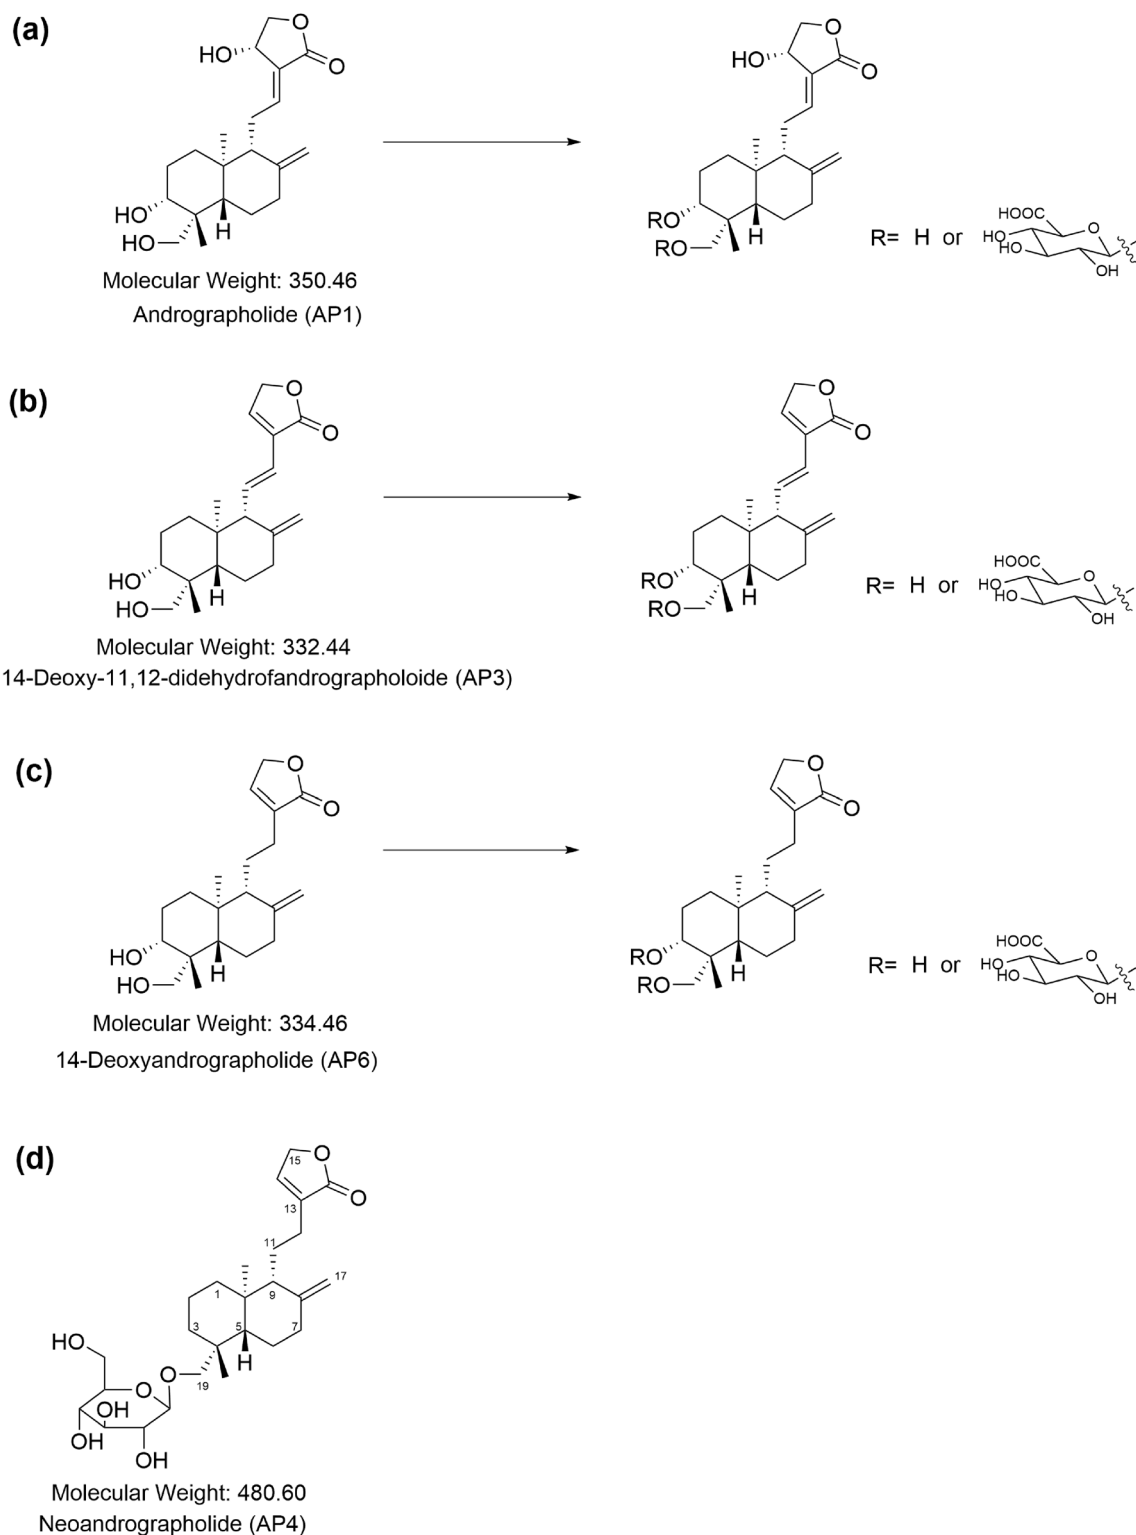 (a)
O
HO
O
HO
HO
H
Molecular Weight: 350.46
Andrographolide (AP1)
O
HO
O
RO
RO
H
R= H or
HOOC
HO
HO
O
OH
(b)
O
O
HO
HO
H
Molecular Weight: 332.44
14-Deoxy-11,12-didehydrofandrographoloide (AP3)
O
O
RO
RO
H
R= H or
HOOC
HO
HO
O
OH
(c)
O
O
HO
HO
H
Molecular Weight: 334.46
14-Deoxyandrographolide (AP6)
O
O
RO
RO
H
R= H or
HOOC
HO
HO
O
OH
(d)
15
O
O
13
11
17
1
9
3
5
7
H
HO
O
19
O
OH
OH
OH
Molecular Weight: 480.60
Neoandrographolide (AP4)